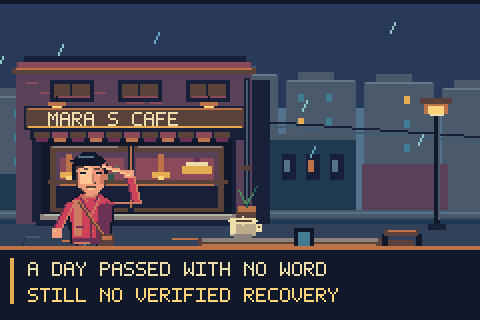 MARA S CAFE
A DAY PASSED WITH NO WORD
STILL NO VERIFIED RECOVERY